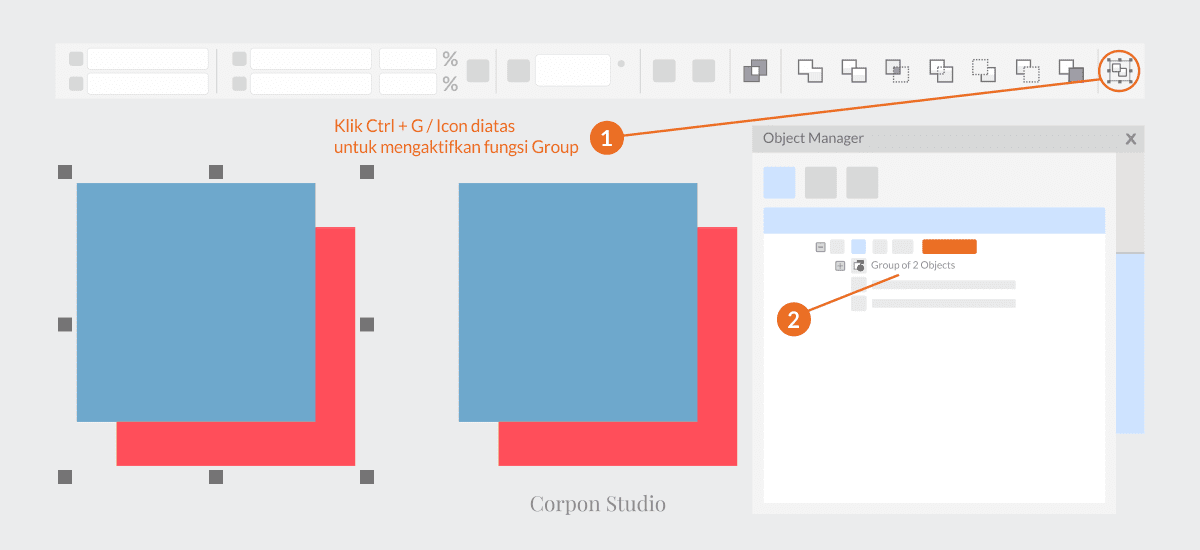 %
%
Klik Ctrl + G / Icon diatas
untuk mengaktifkan fungsi Group
1
Object Manager
X
Group of 2 Objects
2
Corpon Studio